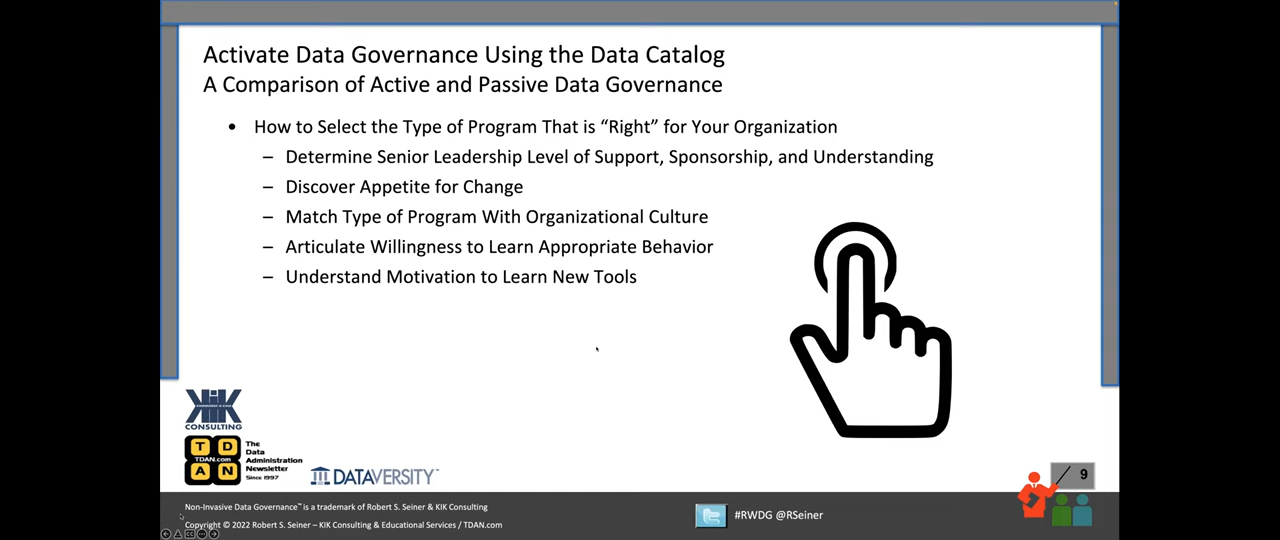 Activate Data Governance Using the Data Catalog
A Comparison of Active and Passive Data Governance
• How to Select the Type of Program That is “Right” for Your Organization
– Determine Senior Leadership Level of Support, Sponsorship, and Understanding
– Discover Appetite for Change
– Match Type of Program With Organizational Culture
– Articulate Willingness to Learn Appropriate Behavior
– Understand Motivation to Learn New Tools
KIK
CONSULTING
T D
TDAN.com
A N
The
Data
Administration
Newsletter
Since 1997
DATAVERSITY™
/ 9
Non-Invasive Data Governance™ is a trademark of Robert S. Seiner & KIK Consulting
Copyright © 2022 Robert S. Seiner – KIK Consulting & Educational Services / TDAN.com
#RWDG @RSeiner